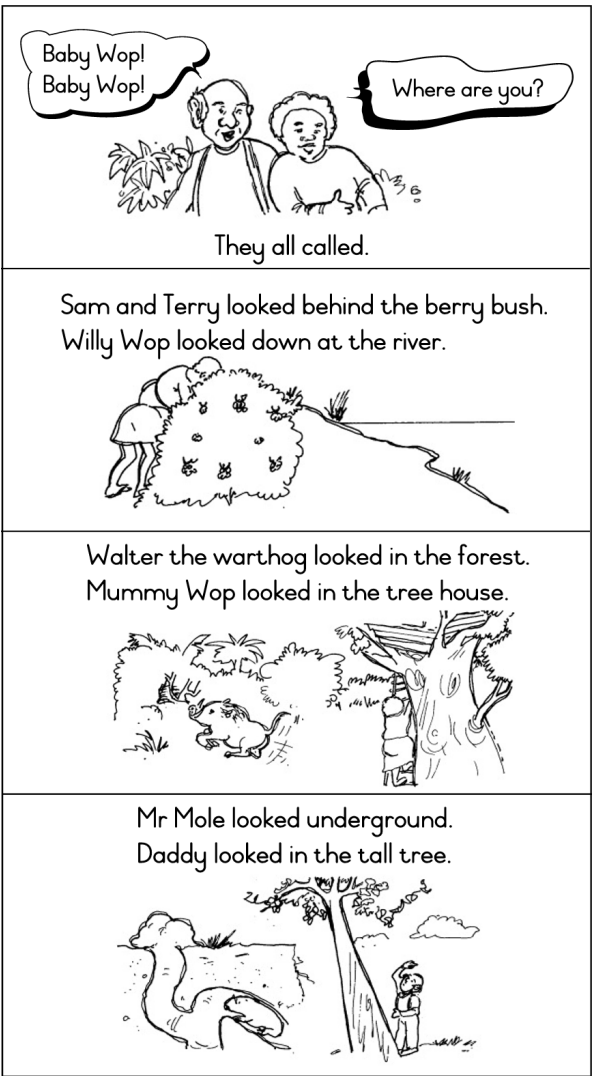 Baby Wop!
Baby Wop!
Where are you?
They all called.
Sam and Terry looked behind the berry bush.
Willy Wop looked down at the river.
Walter the warthog looked in the forest.
Mummy Wop looked in the tree house.
Mr Mole looked underground.
Daddy looked in the tall tree.